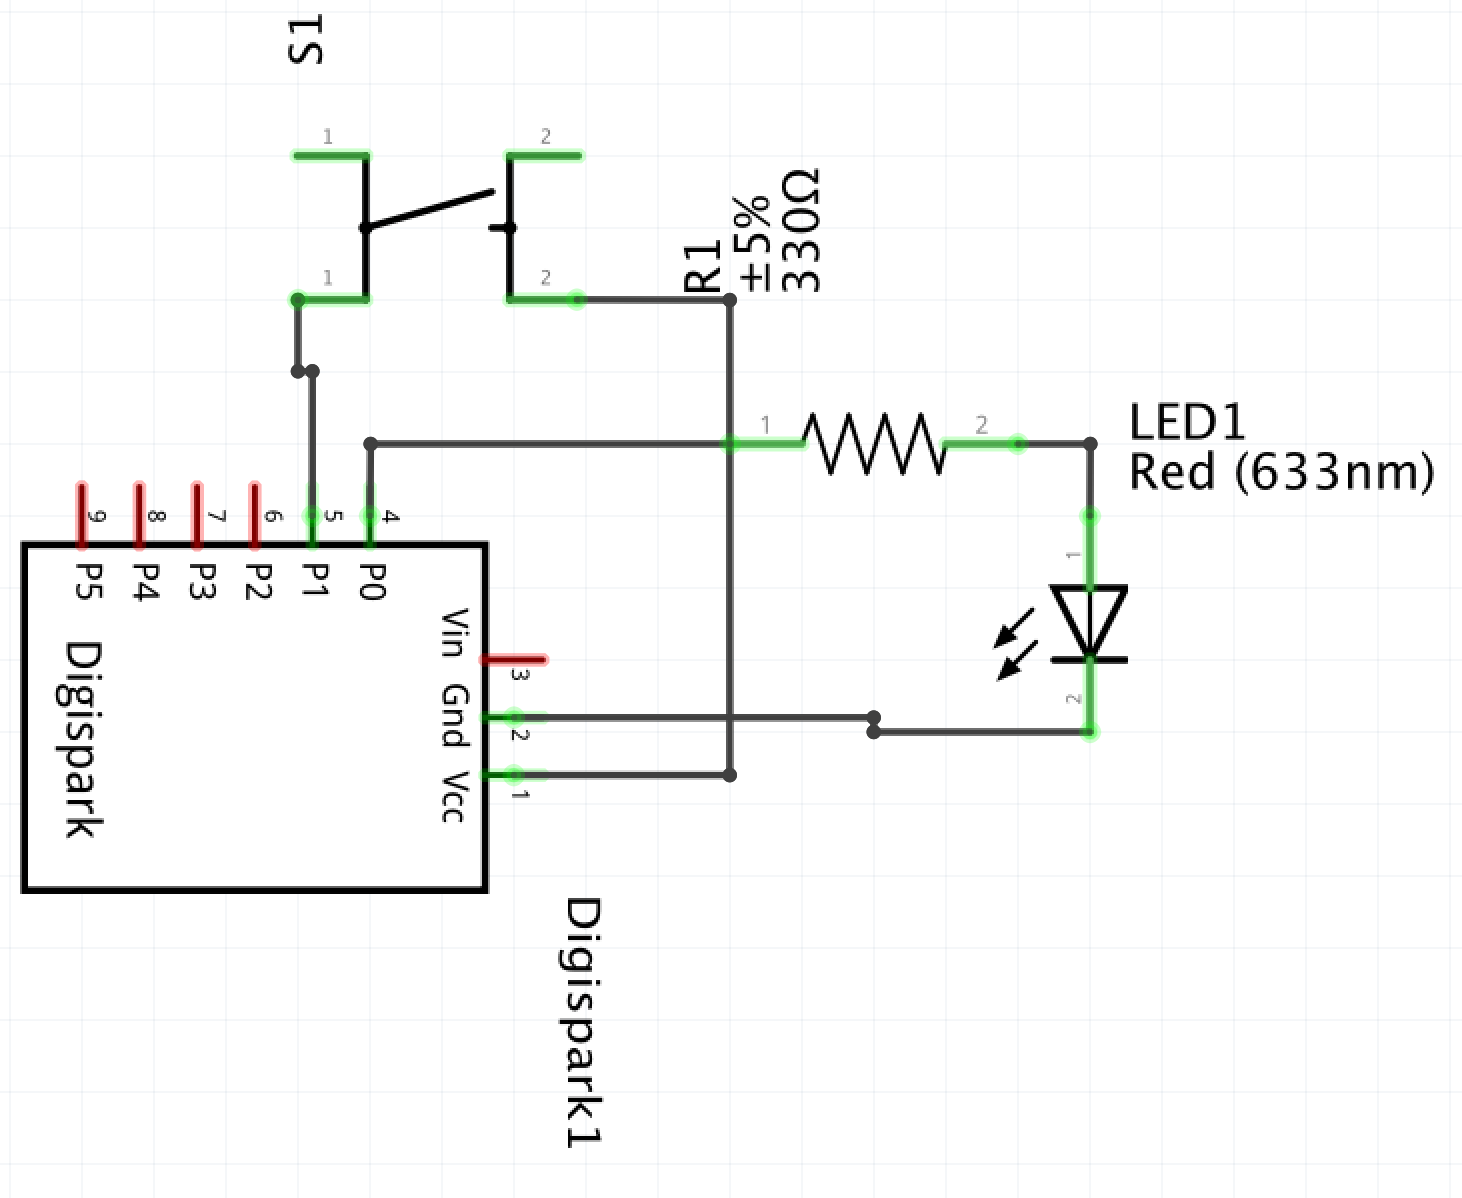 S1
1
2
1
2
R1
±5%
330Ω
1
2
LED1
Red (633nm)
1
2
9
8
7
6
5
4
P5
P4
P3
P2
P1
P0
Vin
3
Gnd
2
Vcc
1
Digispark
Digispark1